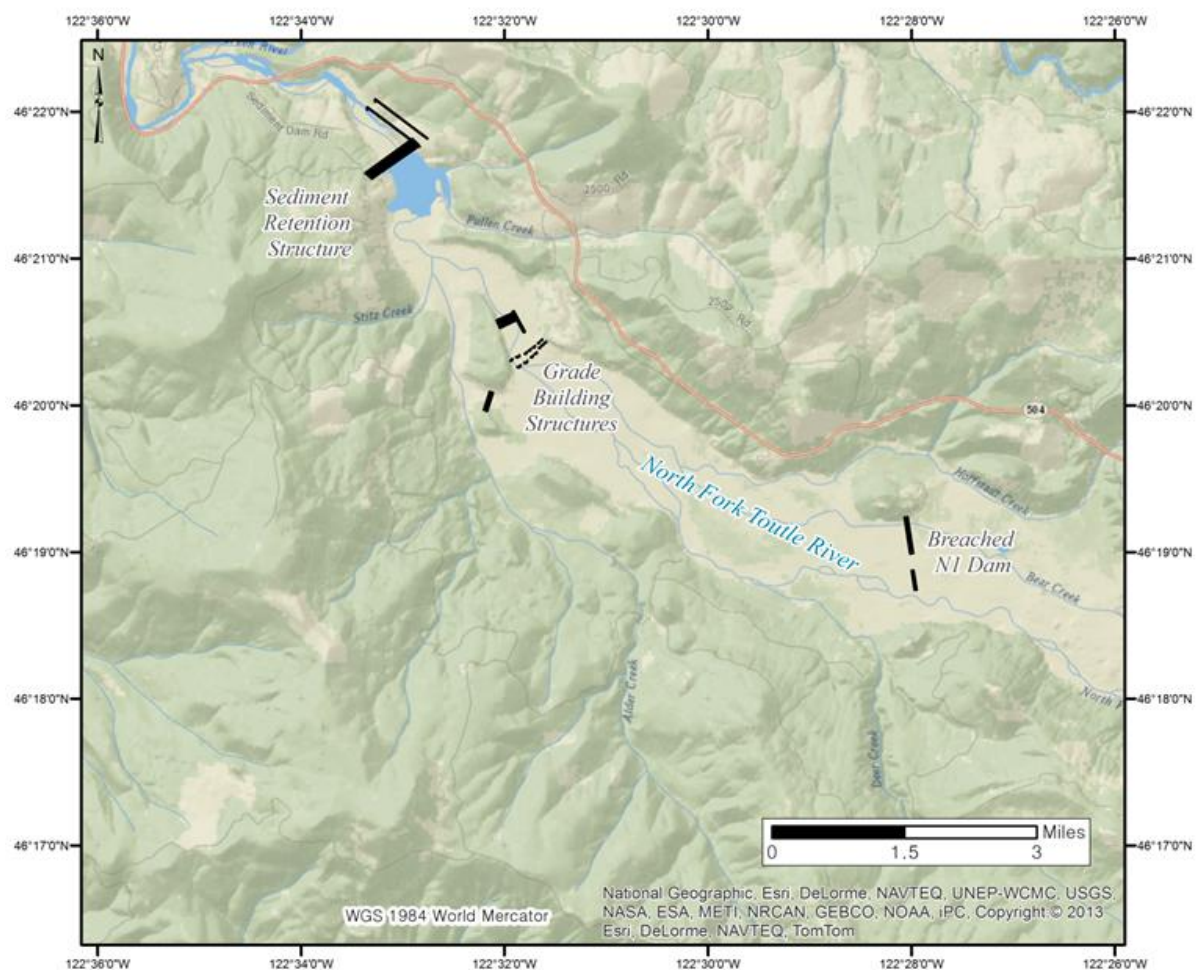 122°36'0"W
122°34'0"W
122°32'0"W
122°30'0"W
122°28'0"W
122°26'0"W
N
46°22'0"N
46°22'0"N
Sediment Dam Rd
Sediment
Retention
Structure
2500 Rd
Pullen Creek
46°21'0"N
46°21'0"N
Stitz Creek
2500 Rd
Grade
Building
Structures
46°20'0"N
46°20'0"N
504
North Fork Toutle River
Hoffstadt Creek
46°19'0"N
46°19'0"N
Breached
N1 Dam
Bear Creek
Alder Creek
46°18'0"N
46°18'0"N
North F
Deer Creek
46°17'0"N
46°17'0"N
Miles
0
1.5
3
WGS 1984 World Mercator
National Geographic, Esri, DeLorme, NAVTEQ, UNEP-WCMC, USGS,
NASA, ESA, METI, NRCAN, GEBCO, NOAA, iPC, Copyright:© 2013
Esri, DeLorme, NAVTEQ, TomTom
122°36'0"W
122°34'0"W
122°32'0"W
122°30'0"W
122°28'0"W
122°26'0"W